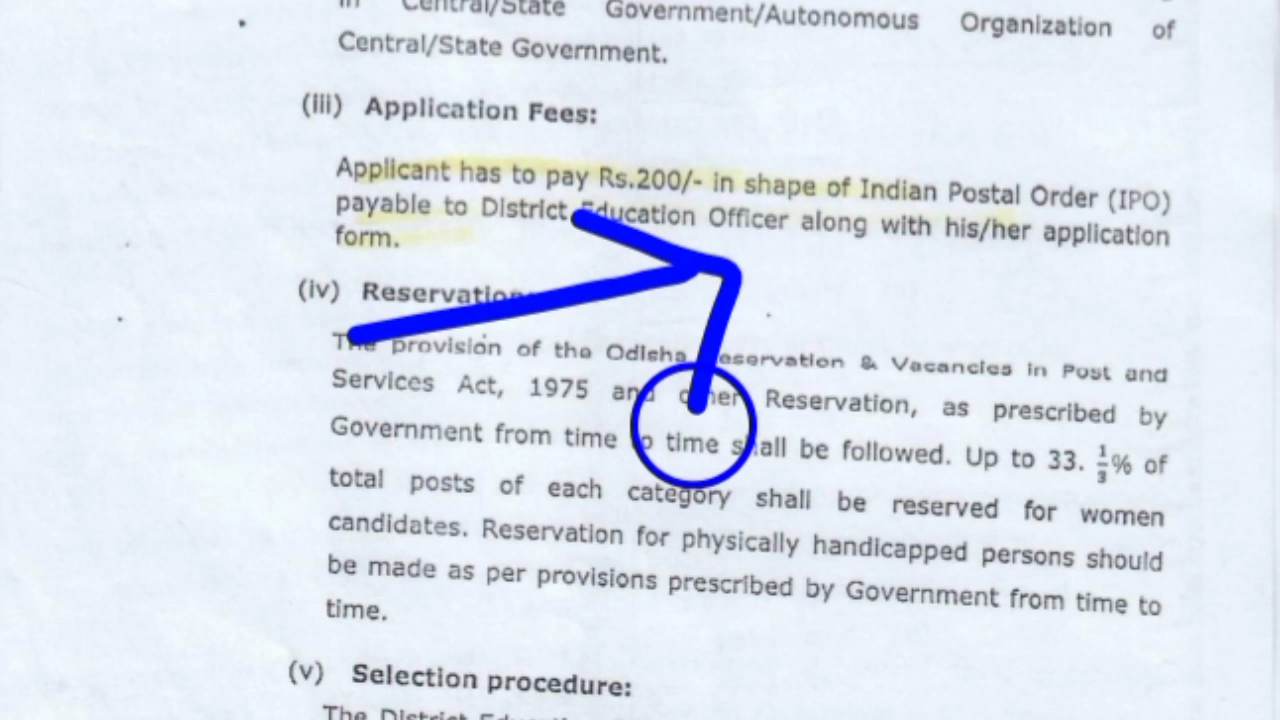 in Central/State Government/Autonomous Organization of
Central/State Government.
(iii) Application Fees:
Applicant has to pay Rs.200/- in shape of Indian Postal Order (IPO)
payable to District Education Officer along with his/her application
form.
(iv) Reservation
The provision of the Odisha Reservation & Vacancies in Post and
Services Act, 1975 and other Reservation, as prescribed by
Government from time to time shall be followed. Up to 33. 1/3% of
total posts of each category shall be reserved for women
candidates. Reservation for physically handicapped persons should
be made as per provisions prescribed by Government from time to
time.
(v) Selection procedure:
The District